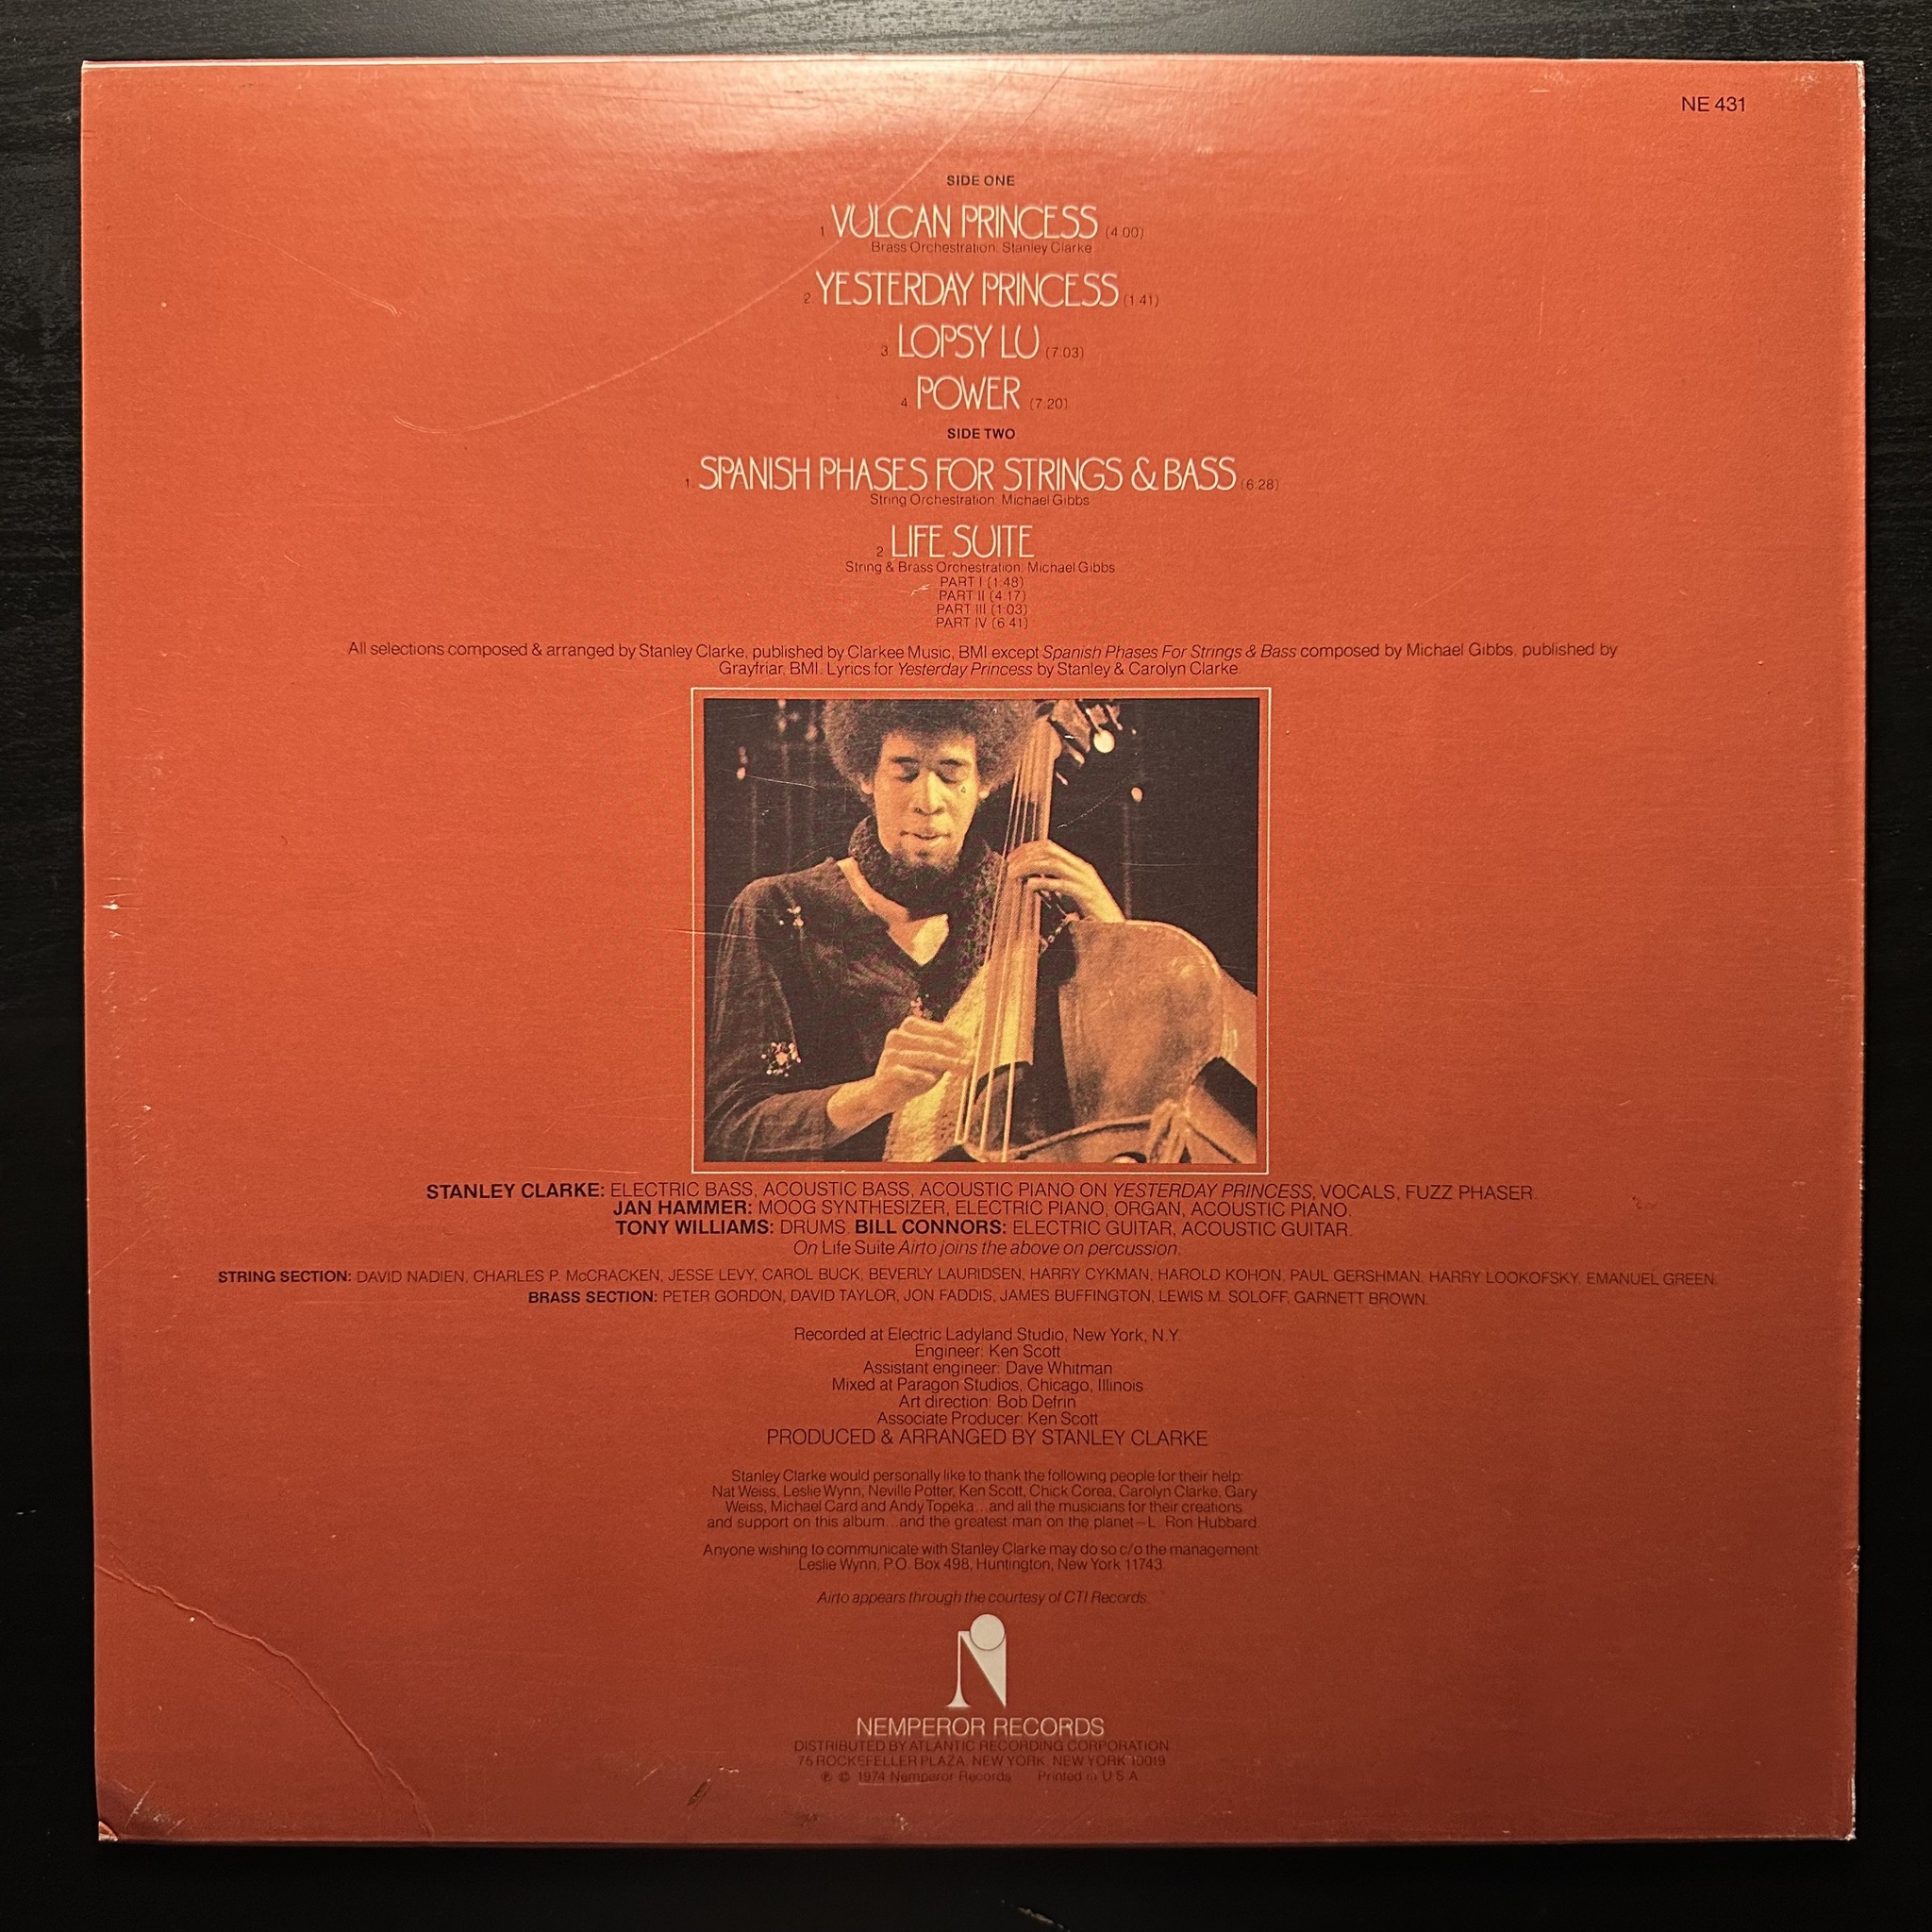 NE 431
SIDE ONE
1. VULCAN PRINCESS (4:00)
Brass Orchestration: Stanley Clarke
2. YESTERDAY PRINCESS (1:41)
3. LOPSY LU (7:03)
4. POWER (7:20)
SIDE TWO
1. SPANISH PHASES FOR STRINGS & BASS (6:28)
String Orchestration: Michael Gibbs
2. LIFE SUITE
String & Brass Orchestration: Michael Gibbs
PART I (1:48)
PART II (4:17)
PART III (1:03)
PART IV (6:41)
All selections composed & arranged by Stanley Clarke, published by Clarkee Music, BMI except Spanish Phases For Strings & Bass composed by Michael Gibbs, published by
Grayfriar, BMI. Lyrics for Yesterday Princess by Stanley & Carolyn Clarke.
STANLEY CLARKE: ELECTRIC BASS, ACOUSTIC BASS, ACOUSTIC PIANO ON YESTERDAY PRINCESS, VOCALS, FUZZ PHASER.
JAN HAMMER: MOOG SYNTHESIZER, ELECTRIC PIANO, ORGAN, ACOUSTIC PIANO.
TONY WILLIAMS: DRUMS. BILL CONNORS: ELECTRIC GUITAR, ACOUSTIC GUITAR.
On Life Suite Airto joins the above on percussion.
STRING SECTION: DAVID NADIEN, CHARLES P. McCRACKEN, JESSE LEVY, CAROL BUCK, BEVERLY LAURIDSEN, HARRY CYKMAN, HAROLD KOHON, PAUL GERSHMAN, HARRY LOOKOFSKY, EMANUEL GREEN.
BRASS SECTION: PETER GORDON, DAVID TAYLOR, JON FADDIS, JAMES BUFFINGTON, LEWIS M. SOLOFF, GARNETT BROWN.
Recorded at Electric Ladyland Studio, New York, N.Y.
Engineer: Ken Scott
Assistant engineer: Dave Whitman
Mixed at Paragon Studios, Chicago, Illinois
Art direction: Bob Defrin
Associate Producer: Ken Scott
PRODUCED & ARRANGED BY STANLEY CLARKE
Stanley Clarke would personally like to thank the following people for their help:
Nat Weiss, Leslie Wynn, Neville Potter, Ken Scott, Chick Corea, Carolyn Clarke, Gary
Weiss, Michael Card and Andy Topeka...and all the musicians for their creations
and support on this album...and the greatest man on the planet—L. Ron Hubbard.
Anyone wishing to communicate with Stanley Clarke may do so c/o the management
Leslie Wynn, P.O. Box 498, Huntington, New York 11743.
Airto appears through the courtesy of CTI Records.
N
NEMPEROR RECORDS
DISTRIBUTED BY ATLANTIC RECORDING CORPORATION
75 ROCKEFELLER PLAZA, NEW YORK, NEW YORK 10019
℗ © 1974 Nemperor Records Printed in U.S.A.